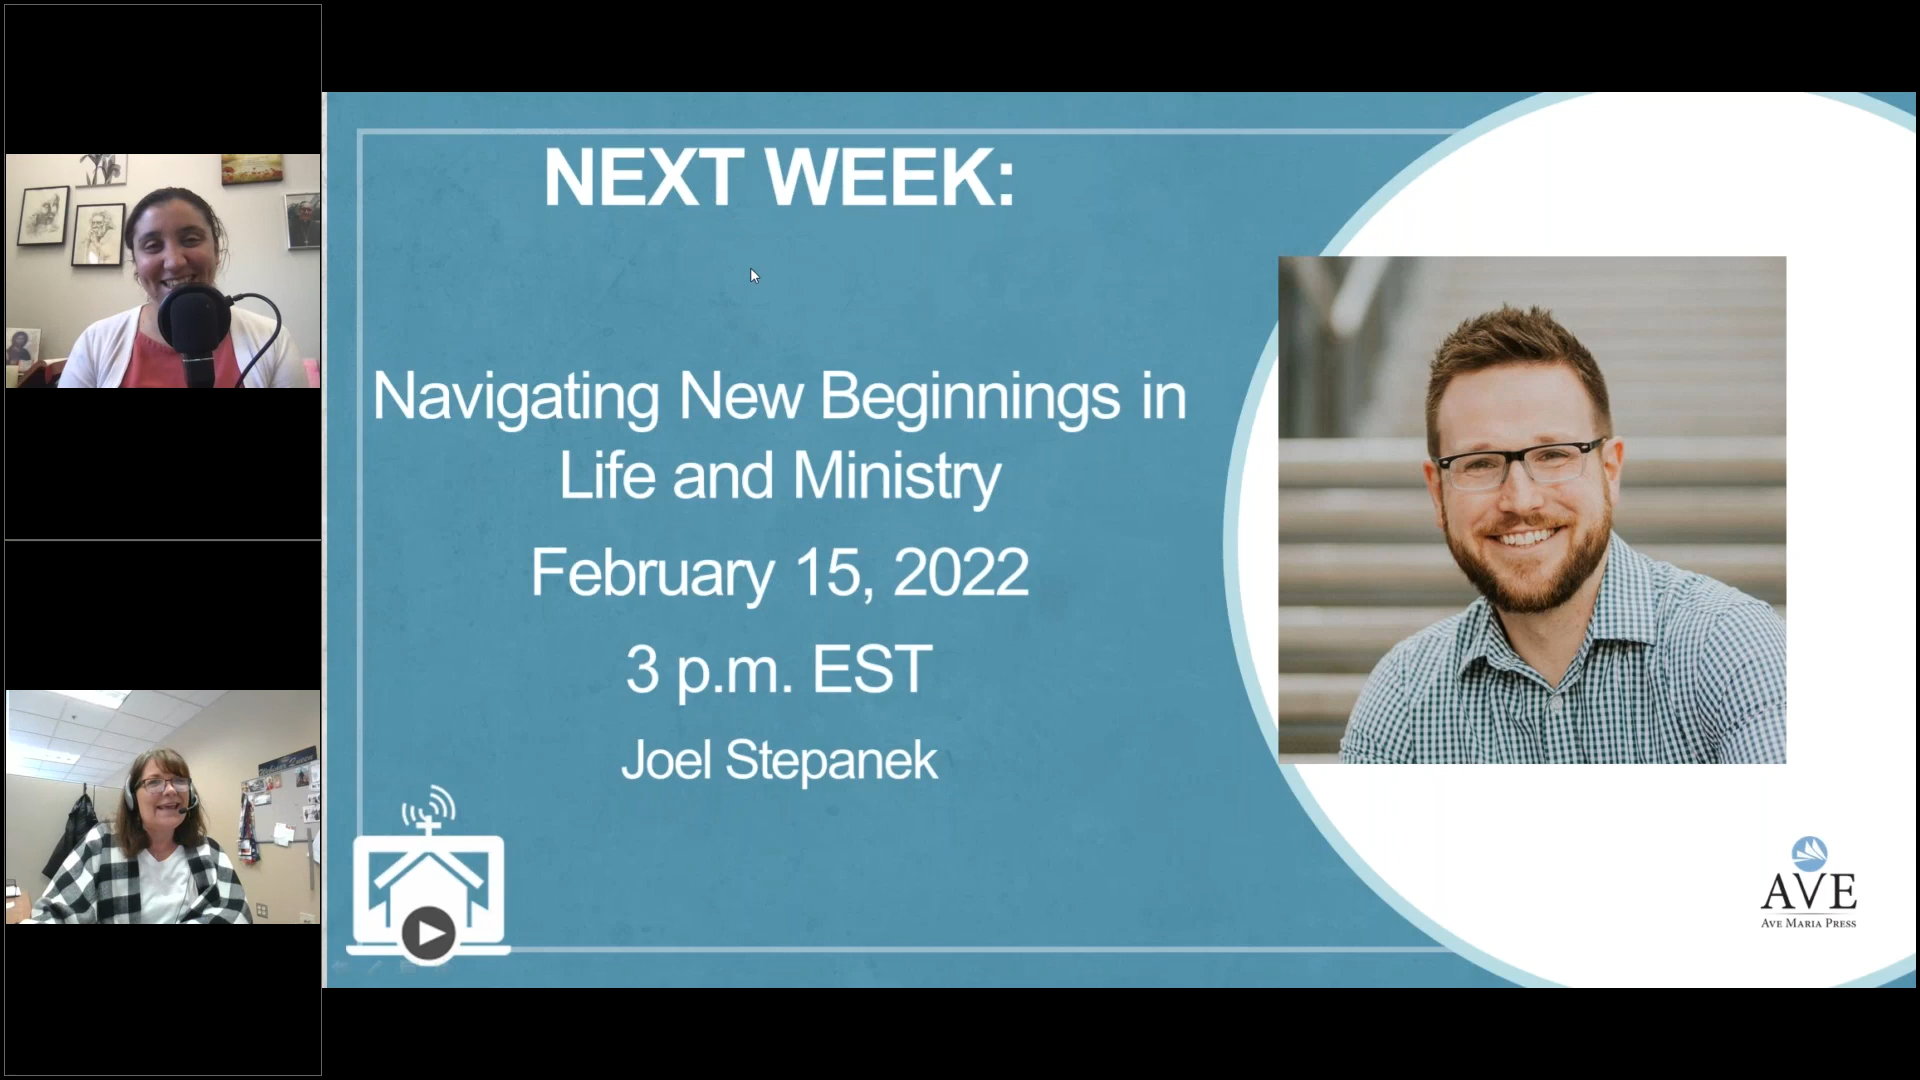 NEXT WEEK:
Navigating New Beginnings in
Life and Ministry
February 15, 2022
3 p.m. EST
Joel Stepanek
AVE
AVE MARIA PRESS